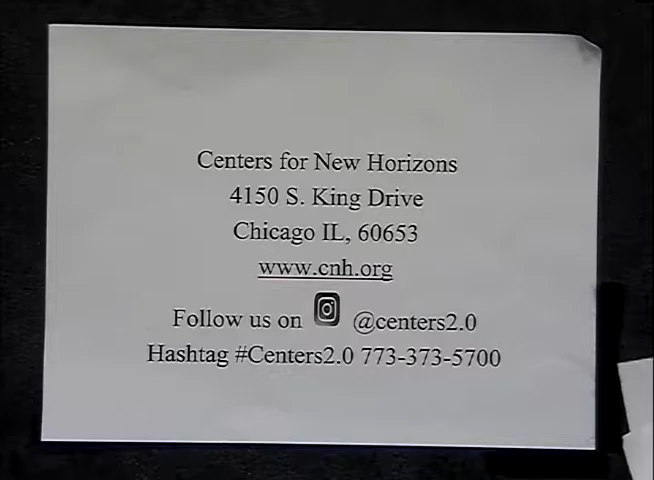 Centers for New Horizons
4150 S. King Drive
Chicago IL, 60653
www.cnh.org
Follow us on @centers2.0
Hashtag #Centers2.0 773-373-5700